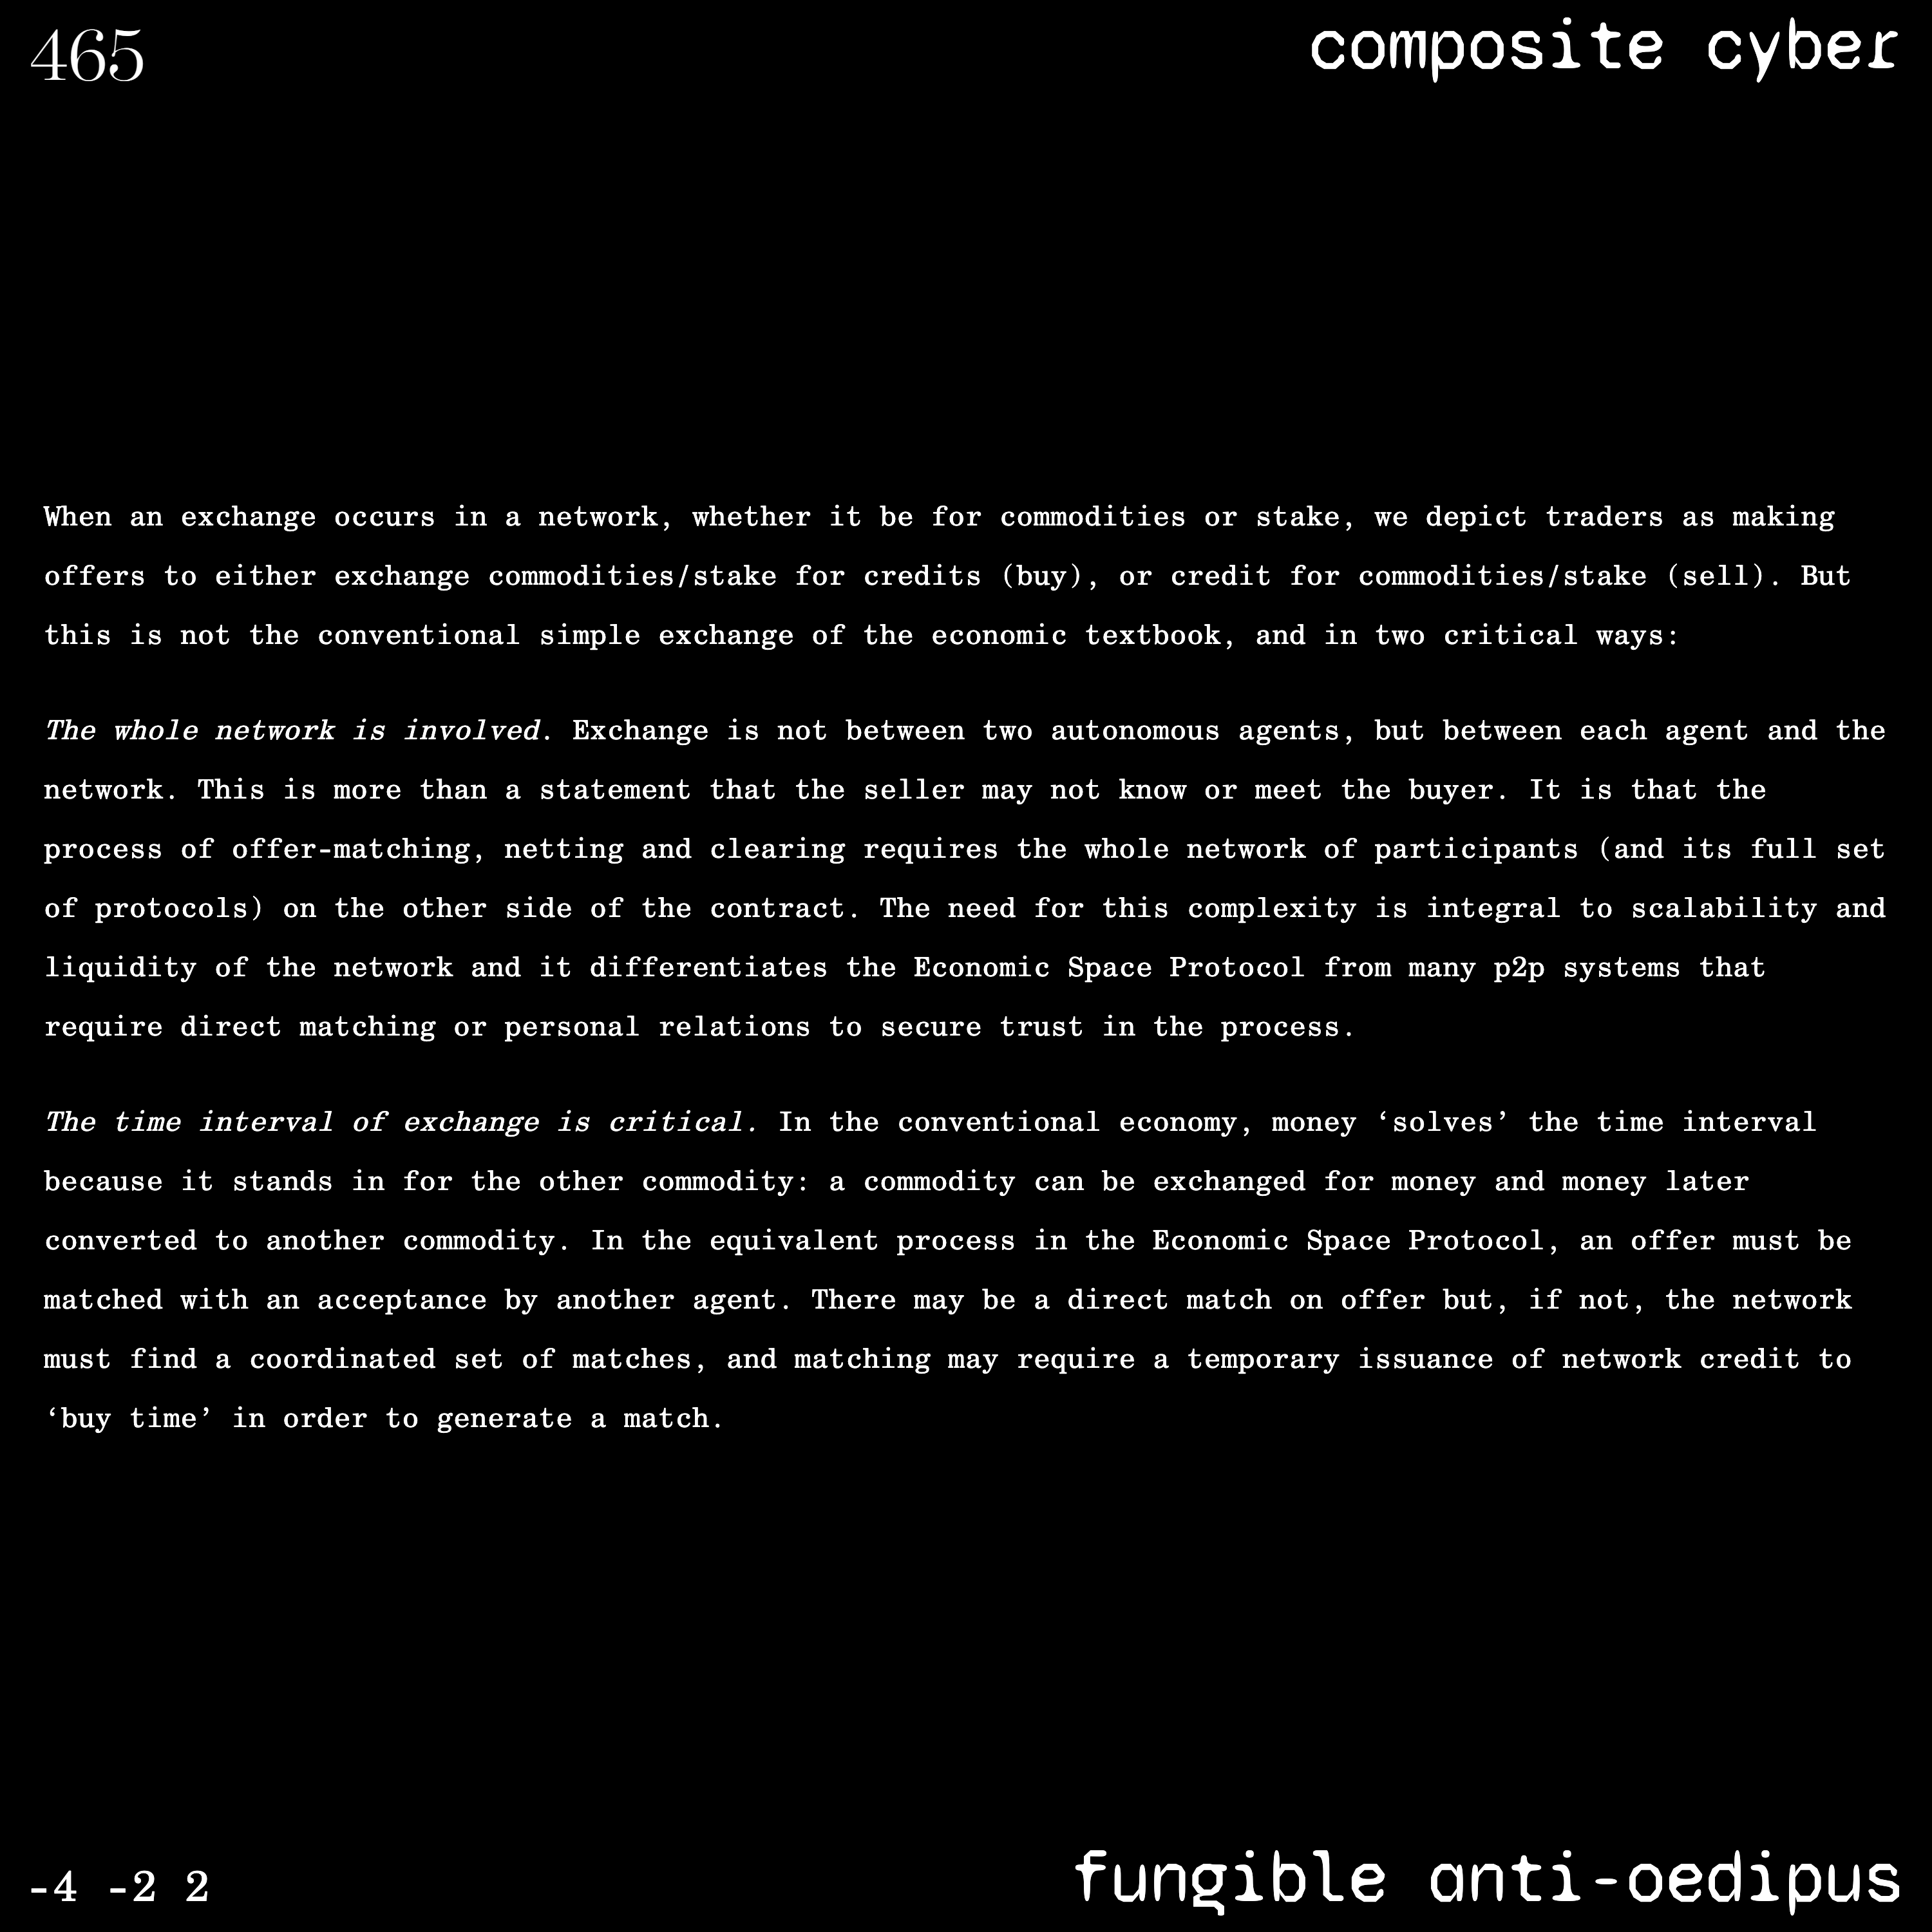 465
composite cyber
When an exchange occurs in a network, whether it be for commodities or stake, we depict traders as making
offers to either exchange commodities/stake for credits (buy), or credit for commodities/stake (sell). But
this is not the conventional simple exchange of the economic textbook, and in two critical ways:
The whole network is involved. Exchange is not between two autonomous agents, but between each agent and the
network. This is more than a statement that the seller may not know or meet the buyer. It is that the
process of offer-matching, netting and clearing requires the whole network of participants (and its full set
of protocols) on the other side of the contract. The need for this complexity is integral to scalability and
liquidity of the network and it differentiates the Economic Space Protocol from many p2p systems that
require direct matching or personal relations to secure trust in the process.
The time interval of exchange is critical. In the conventional economy, money ‘solves’ the time interval
because it stands in for the other commodity: a commodity can be exchanged for money and money later
converted to another commodity. In the equivalent process in the Economic Space Protocol, an offer must be
matched with an acceptance by another agent. There may be a direct match on offer but, if not, the network
must find a coordinated set of matches, and matching may require a temporary issuance of network credit to
‘buy time’ in order to generate a match.
-4 -2 2
fungible anti-oedipus